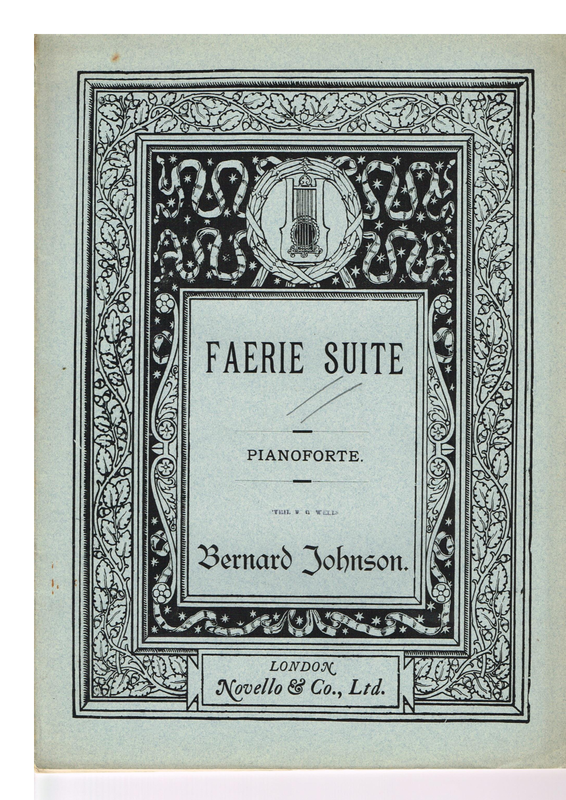 FAERIE SUITE
PIANOFORTE.
Bernard Johnson.
LONDON
Novello & Co., Ltd.